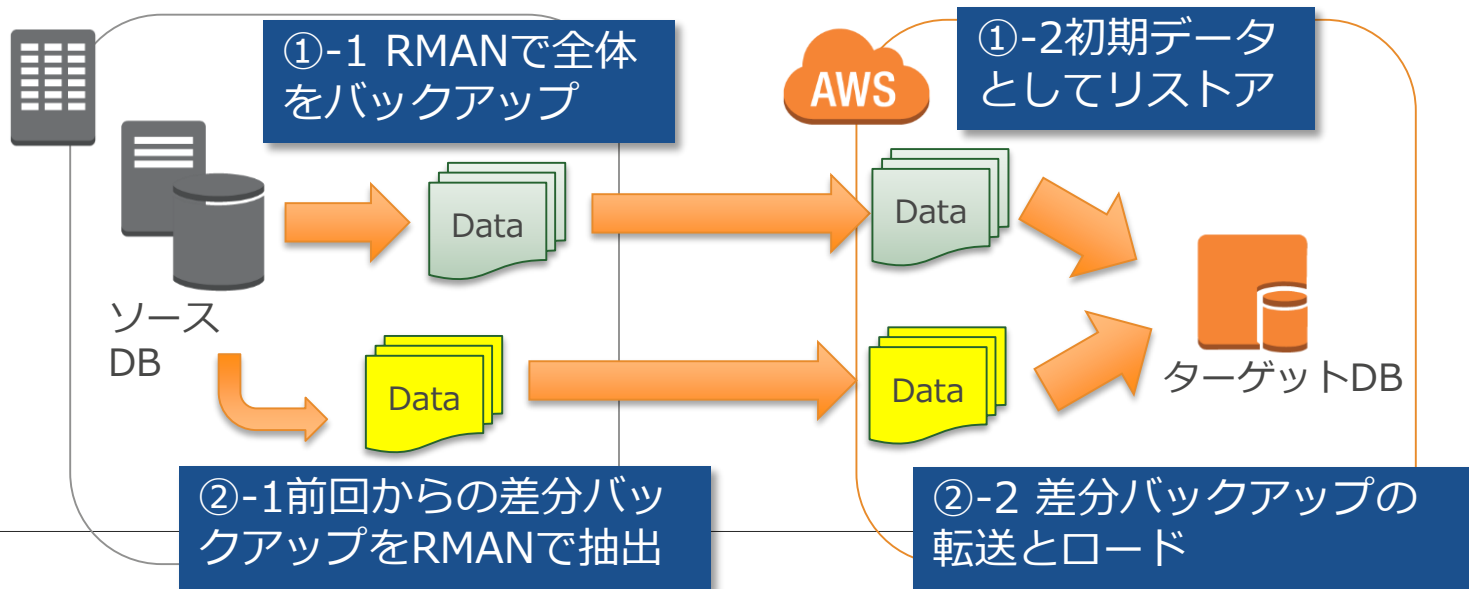 ①-1 RMANで全体
をバックアップ
AWS
①-2初期データ
としてリストア
Data
Data
ソース
DB
Data
Data
ターゲットDB
②-1前回からの差分バッ
クアップをRMANで抽出
②-2 差分バックアップの
転送とロード